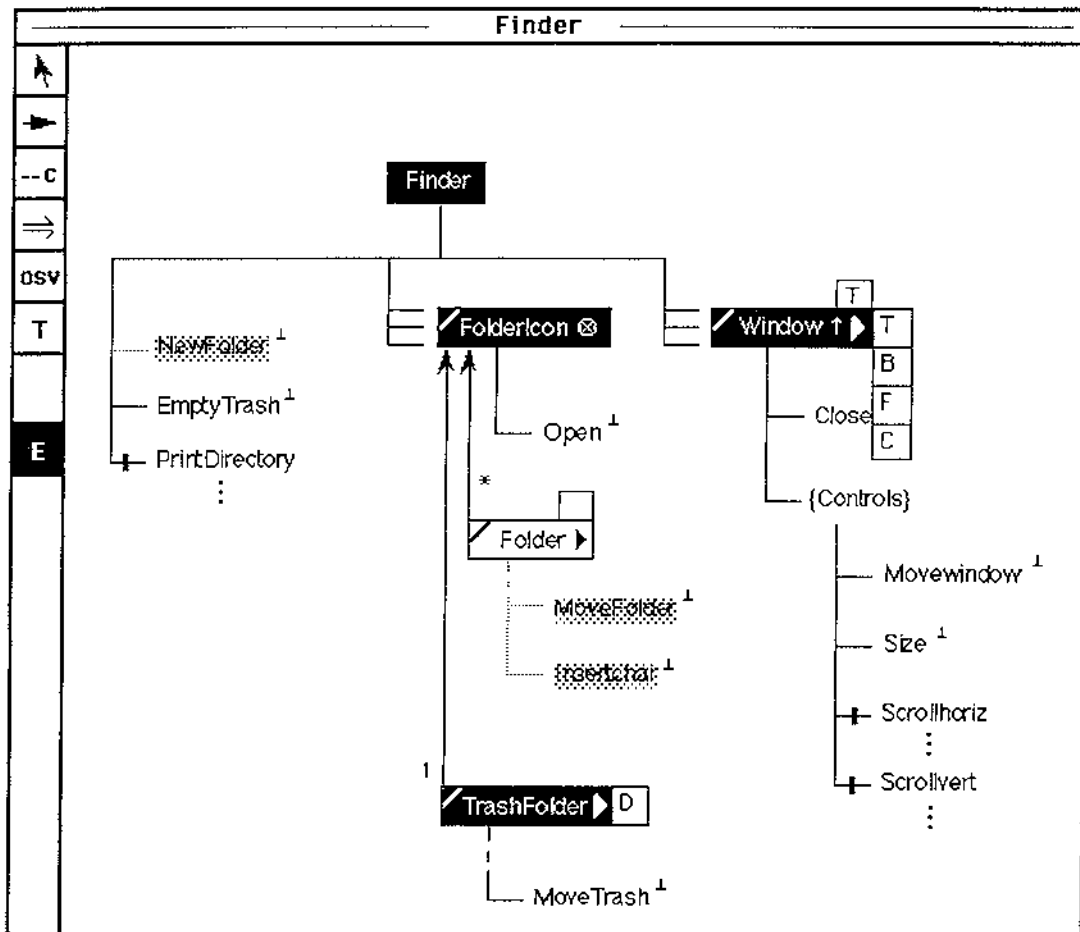 Finder
--C
OSV
T
E
Finder
FolderIcon ⊗
T
Window ↑
T
B
F
C
NewFolder ⊥
EmptyTrash ⊥
PrintDirectory
⋮
Open ⊥
Close
{Controls}
*
Folder
MoveFolder ⊥
Insertchar ⊥
Movewindow ⊥
Size ⊥
Scrollhoriz
⋮
Scrollvert
⋮
1
TrashFolder
D
MoveTrash ⊥